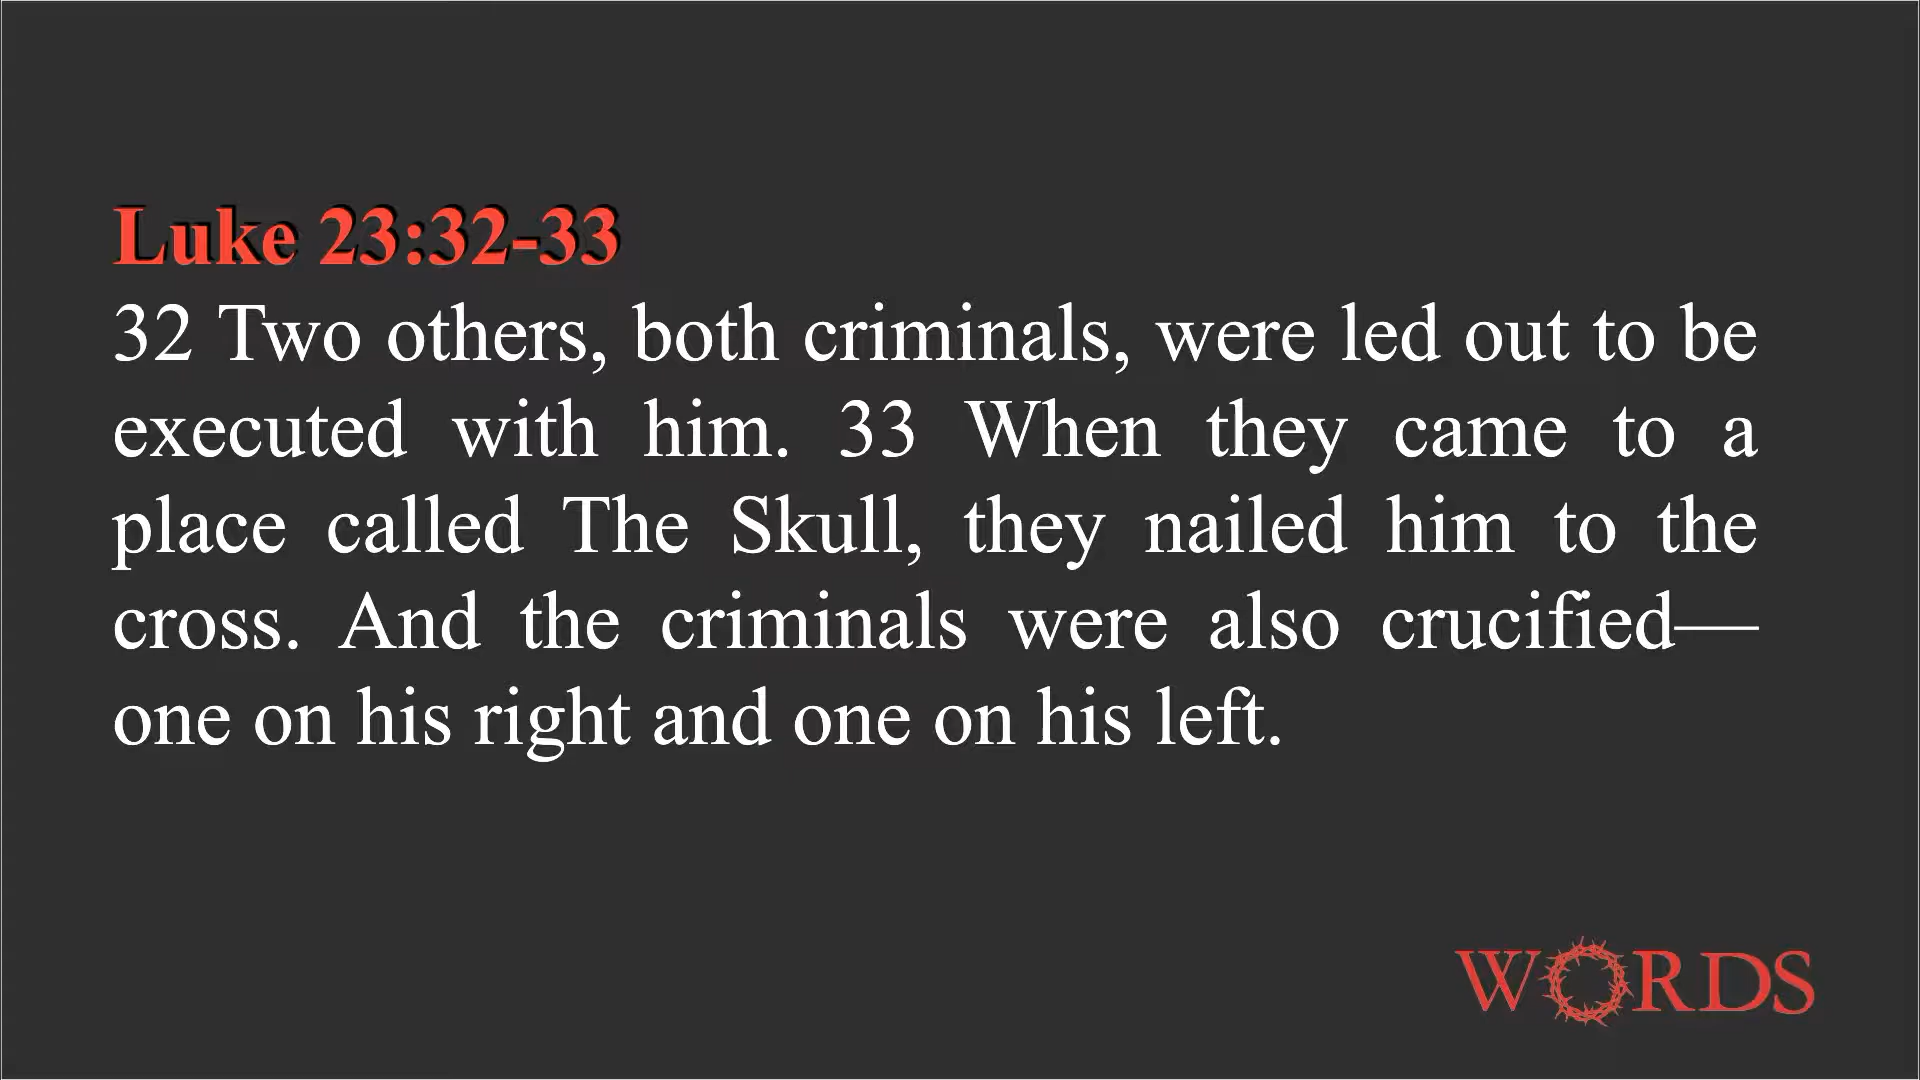 Luke 23:32-33
32 Two others, both criminals, were led out to be
executed with him. 33 When they came to a
place called The Skull, they nailed him to the
cross. And the criminals were also crucified—
one on his right and one on his left.
WORDS